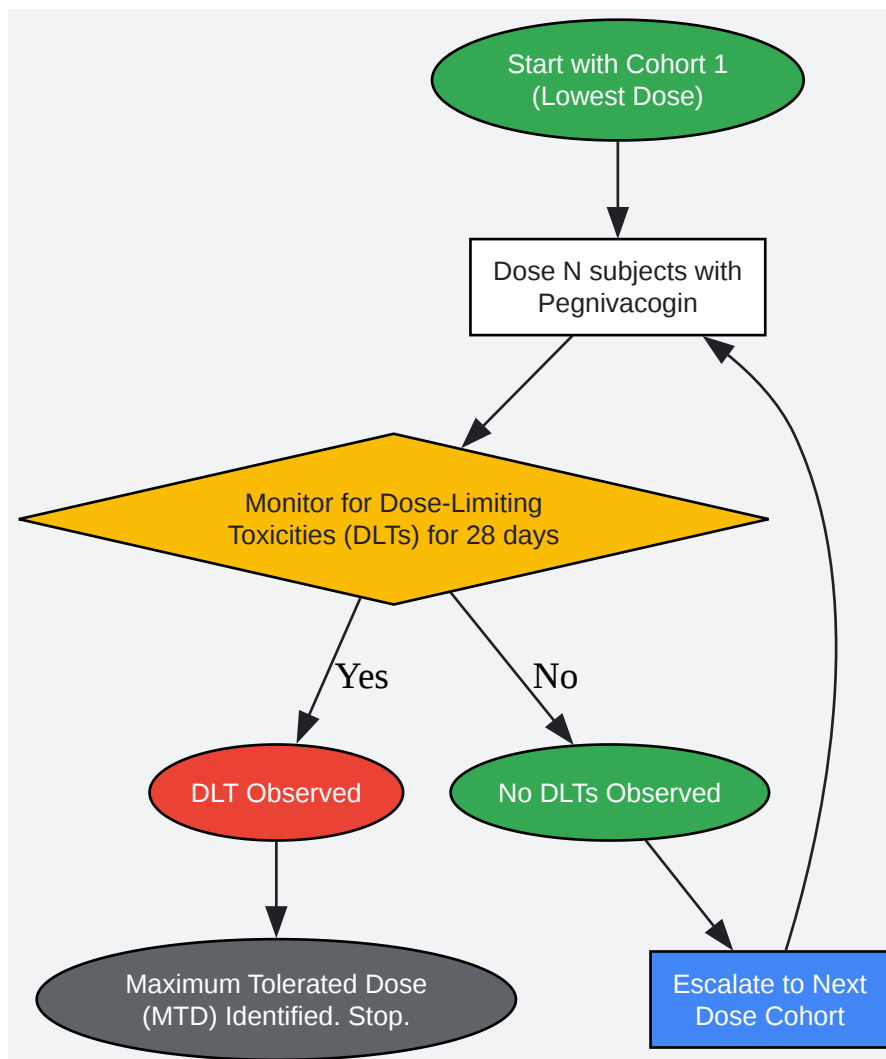 Start with Cohort 1
(Lowest Dose)
Dose N subjects with
Pegnivacogin
Monitor for Dose-Limiting
Toxicities (DLTs) for 28 days
Yes
No
DLT Observed
No DLTs Observed
Maximum Tolerated Dose
(MTD) Identified. Stop.
Escalate to Next
Dose Cohort